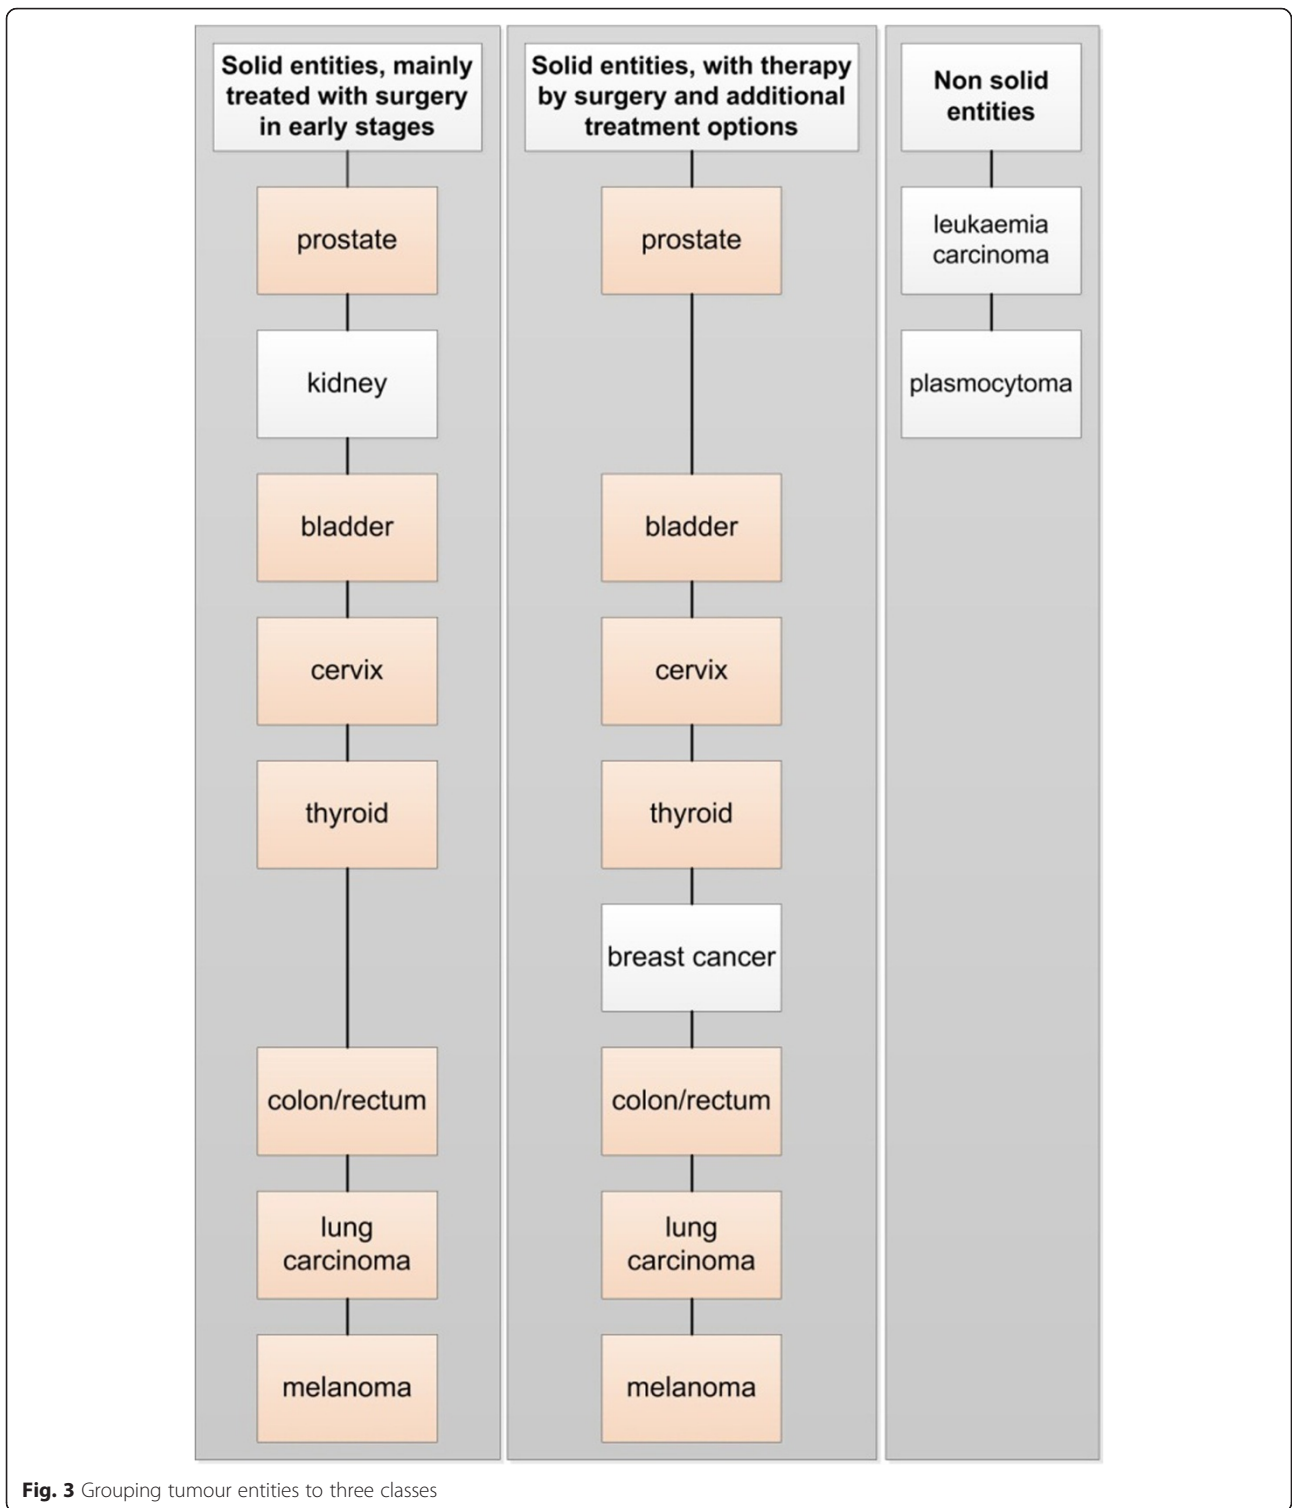 Solid entities, mainly
treated with surgery
in early stages
prostate
kidney
bladder
cervix
thyroid
colon/rectum
lung
carcinoma
melanoma
Solid entities, with therapy
by surgery and additional
treatment options
prostate
bladder
cervix
thyroid
breast cancer
colon/rectum
lung
carcinoma
melanoma
Non solid
entities
leukaemia
carcinoma
plasmocytoma
Fig. 3 Grouping tumour entities to three classes